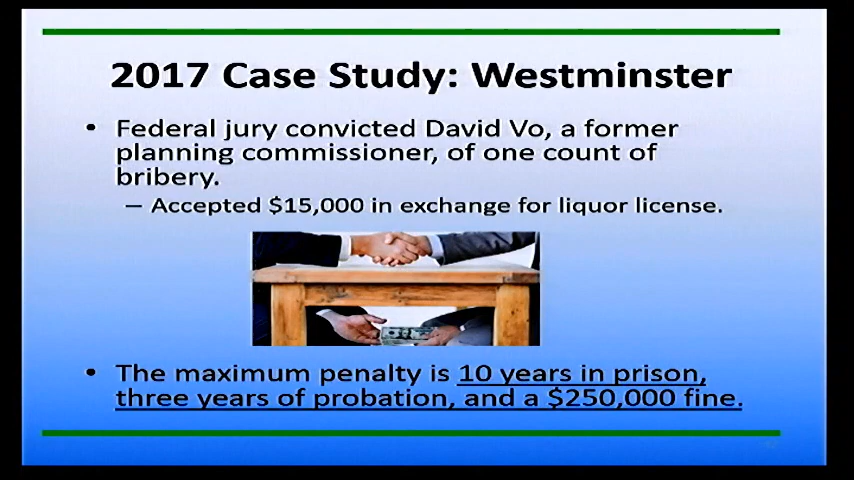 2017 Case Study: Westminster
• Federal jury convicted David Vo, a former
planning commissioner, of one count of
bribery.
– Accepted $15,000 in exchange for liquor license.
• The maximum penalty is 10 years in prison,
three years of probation, and a $250,000 fine.